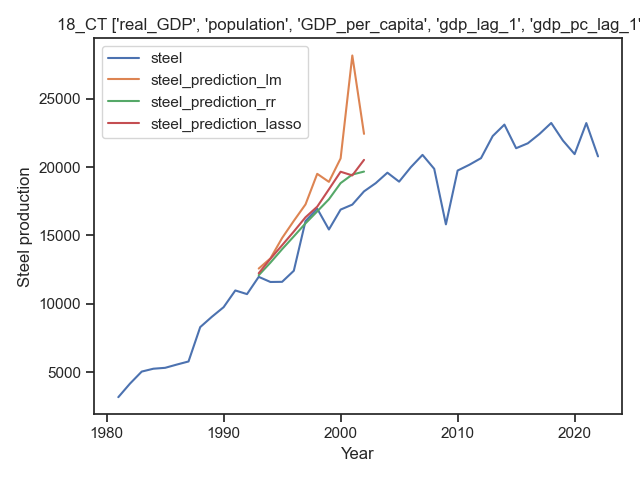 18_CT ['real_GDP', 'population', 'GDP_per_capita', 'gdp_lag_1', 'gdp_pc_lag_1'
steel
steel_prediction_lm
steel_prediction_rr
steel_prediction_lasso
25000
20000
15000
10000
5000
Steel production
1980
1990
2000
2010
2020
Year